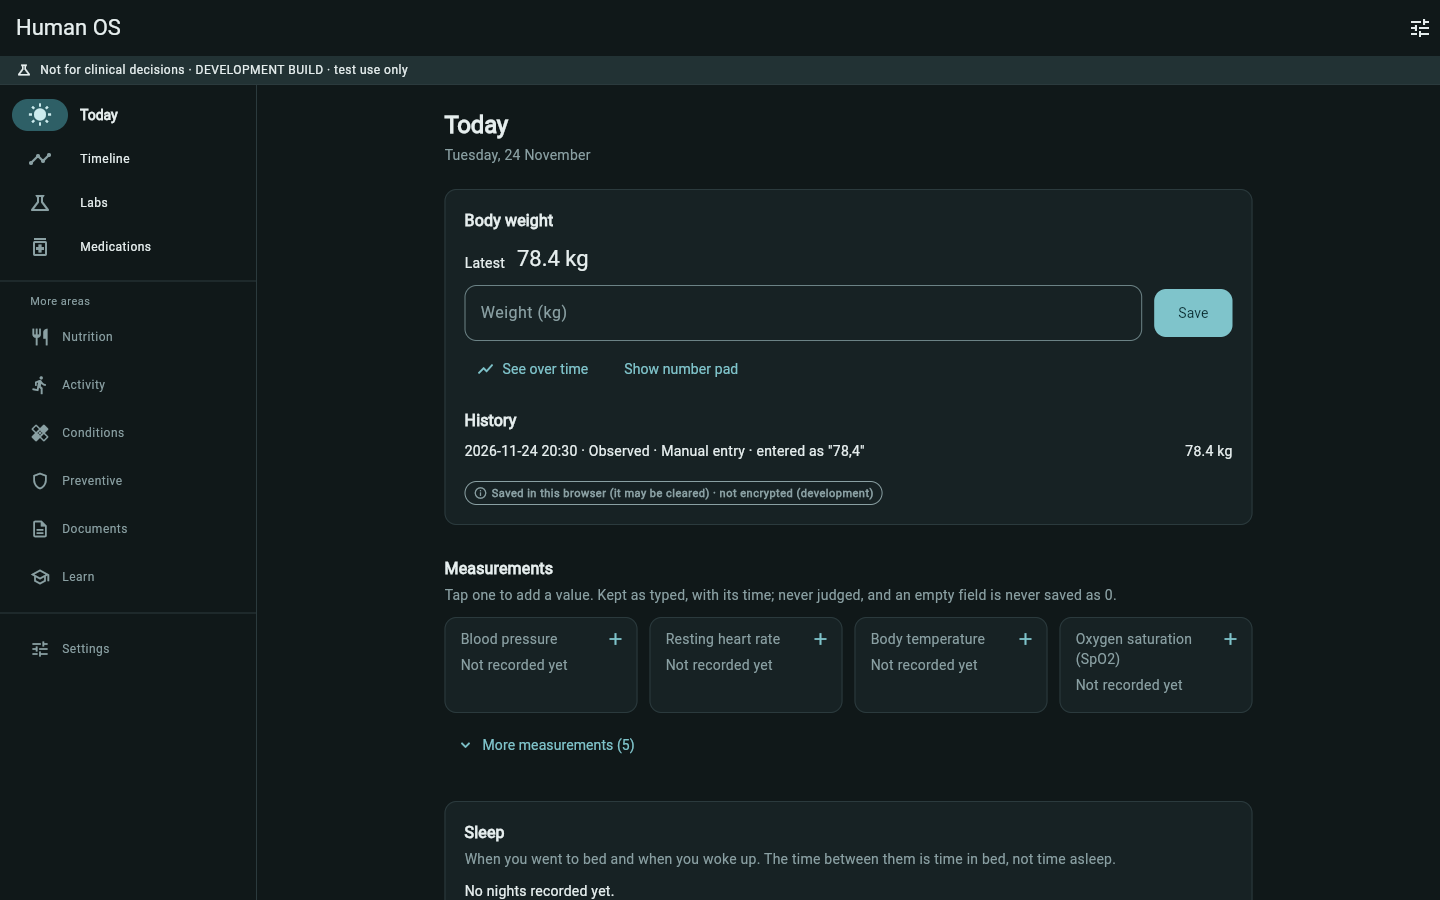 Human OS
Not for clinical decisions · DEVELOPMENT BUILD · test use only
Today
Timeline
Labs
Medications
More areas
Nutrition
Activity
Conditions
Preventive
Documents
Learn
Settings
Today
Tuesday, 24 November
Body weight
Latest 78.4 kg
Weight (kg)
Save
See over time
Show number pad
History
2026-11-24 20:30 · Observed · Manual entry · entered as "78,4"
78.4 kg
Saved in this browser (it may be cleared) · not encrypted (development)
Measurements
Tap one to add a value. Kept as typed, with its time; never judged, and an empty field is never saved as 0.
Blood pressure
Not recorded yet
Resting heart rate
Not recorded yet
Body temperature
Not recorded yet
Oxygen saturation
(SpO2)
Not recorded yet
More measurements (5)
Sleep
When you went to bed and when you woke up. The time between them is time in bed, not time asleep.
No nights recorded yet.